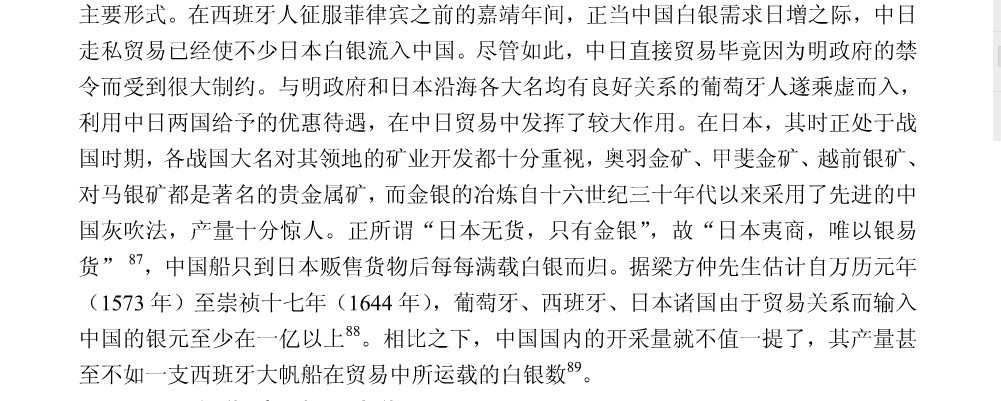 主要形式。在西班牙人征服菲律宾之前的嘉靖年间，正当中国白银需求日增之际，中日
走私贸易已经使不少日本白银流入中国。尽管如此，中日直接贸易毕竟因为明政府的禁
令而受到很大制约。与明政府和日本沿海各大名均有良好关系的葡萄牙人遂乘虚而入，
利用中日两国给予的优惠待遇，在中日贸易中发挥了较大作用。在日本，其时正处于战
国时期，各战国大名对其领地的矿业开发都十分重视，奥羽金矿、甲斐金矿、越前银矿、
对马银矿都是著名的贵金属矿，而金银的冶炼自十六世纪三十年代以来采用了先进的中
国灰吹法，产量十分惊人。正所谓“日本无货，只有金银”，故“日本夷商，唯以银易
货”87，中国船只到日本贩售货物后每每满载白银而归。据梁方仲先生估计自万历元年
（1573 年）至崇祯十七年（1644 年），葡萄牙、西班牙、日本诸国由于贸易关系而输入
中国的银元至少在一亿以上88。相比之下，中国国内的开采量就不值一提了，其产量甚
至不如一支西班牙大帆船在贸易中所运载的白银数89。